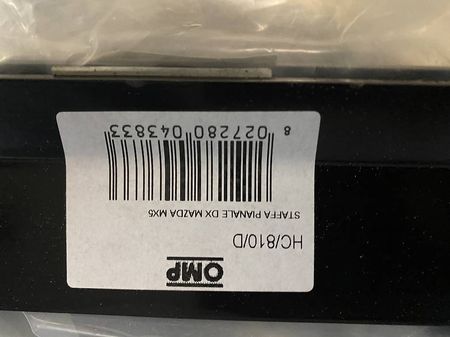 OMP
HC/810/D
STAFFA PIANALE DX MAZDA MX5
8 027280 043833